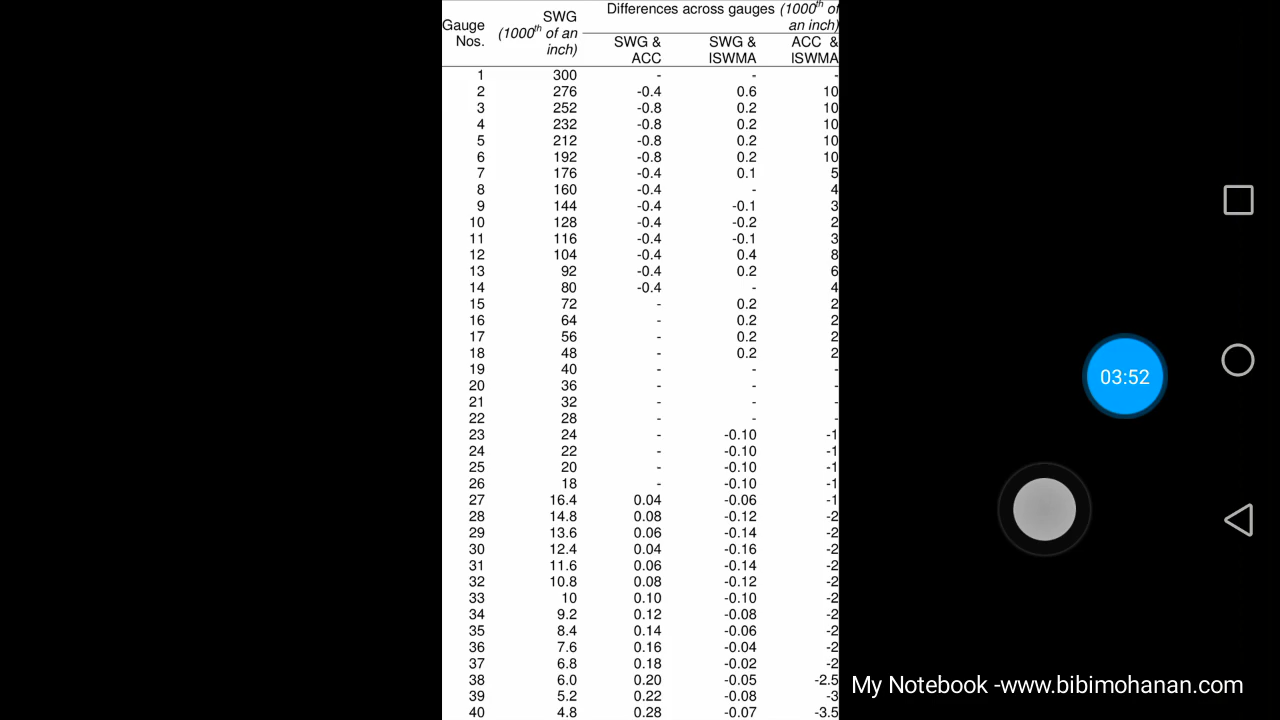 Differences across gauges (1000th of an inch)
Gauge Nos. SWG (1000th of an inch) SWG & ACC SWG & ISWMA ACC & ISWMA
1 300 - - -
2 276 -0.4 0.6 10
3 252 -0.8 0.2 10
4 232 -0.8 0.2 10
5 212 -0.8 0.2 10
6 192 -0.8 0.2 10
7 176 -0.4 0.1 5
8 160 -0.4 - 4
9 144 -0.4 -0.1 3
10 128 -0.4 -0.2 2
11 116 -0.4 -0.1 3
12 104 -0.4 0.4 8
13 92 -0.4 0.2 6
14 80 -0.4 - 4
15 72 - 0.2 2
16 64 - 0.2 2
17 56 - 0.2 2
18 48 - 0.2 2
19 40 - - -
20 36 - - -
21 32 - - -
22 28 - - -
23 24 - -0.10 -1
24 22 - -0.10 -1
25 20 - -0.10 -1
26 18 - -0.10 -1
27 16.4 0.04 -0.06 -1
28 14.8 0.08 -0.12 -2
29 13.6 0.06 -0.14 -2
30 12.4 0.04 -0.16 -2
31 11.6 0.06 -0.14 -2
32 10.8 0.08 -0.12 -2
33 10 0.10 -0.10 -2
34 9.2 0.12 -0.08 -2
35 8.4 0.14 -0.06 -2
36 7.6 0.16 -0.04 -2
37 6.8 0.18 -0.02 -2
38 6.0 0.20 -0.05 -2.5
39 5.2 0.22 -0.08 -3
40 4.8 0.28 -0.07 -3.5
03:52
My Notebook -www.bibimohanan.com